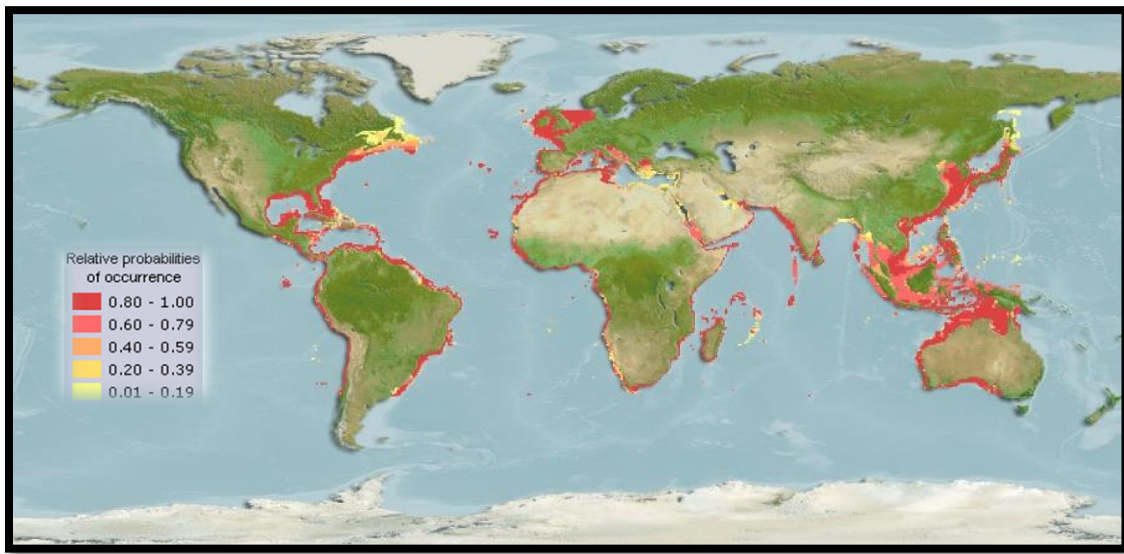 Relative probabilities
of occurrence
0.80 - 1.00
0.60 - 0.79
0.40 - 0.59
0.20 - 0.39
0.01 - 0.19